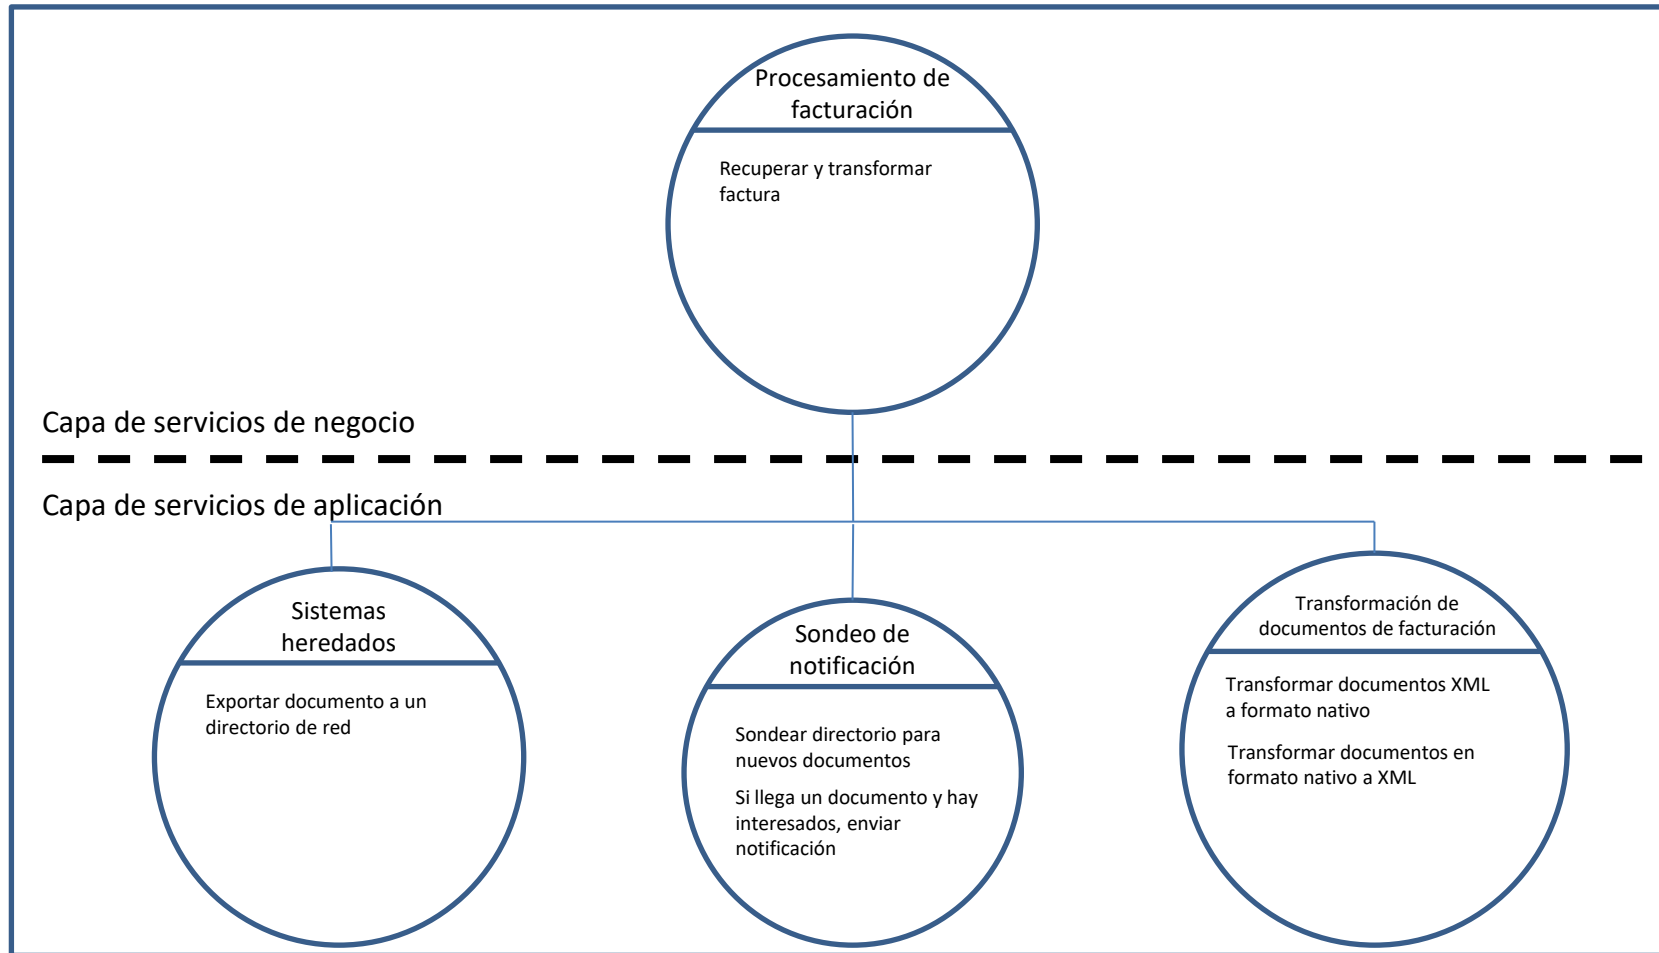 Procesamiento de
facturación
Recuperar y transformar
factura
Capa de servicios de negocio
Capa de servicios de aplicación
Sistemas
heredados
Exportar documento a un
directorio de red
Sondeo de
notificación
Sondear directorio para
nuevos documentos
Si llega un documento y hay
interesados, enviar
notificación
Transformación de
documentos de facturación
Transformar documentos XML
a formato nativo
Transformar documentos en
formato nativo a XML